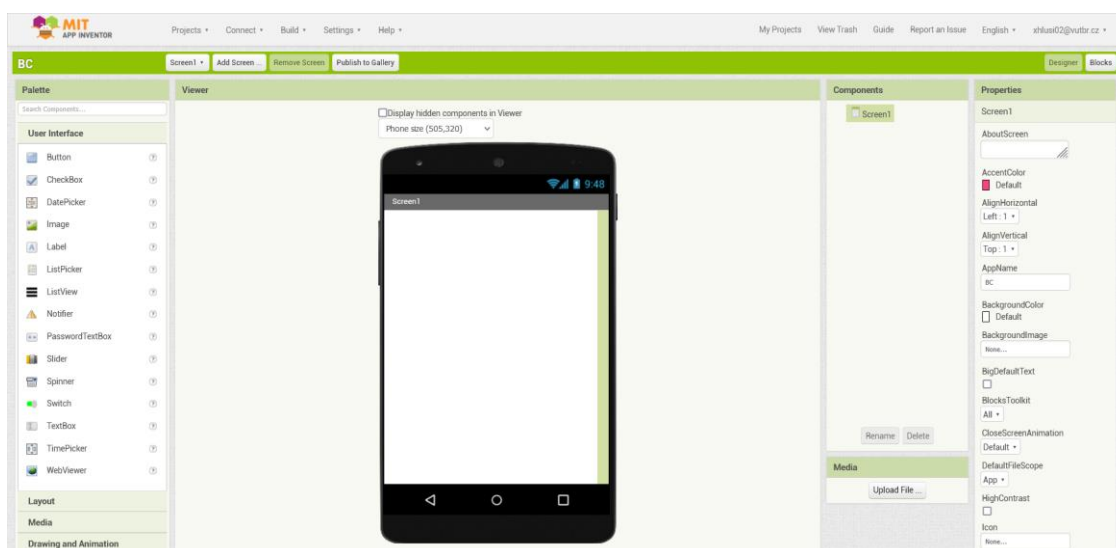 MIT
APP INVENTOR
Projects
Connect
Build
Settings
Help
My Projects
View Trash
Guide
Report an Issue
English
xhlusi02@vutbr.cz
BC
Screen1
Add Screen ...
Remove Screen
Publish to Gallery
Designer
Blocks
Palette
Search Components...
User Interface
Button
CheckBox
DatePicker
Image
Label
ListPicker
ListView
Notifier
PasswordTextBox
Slider
Spinner
Switch
TextBox
TimePicker
WebViewer
Layout
Media
Drawing and Animation
Viewer
Display hidden components in Viewer
Phone size (505,320)
9:48
Screen1
Components
Screen1
Rename
Delete
Media
Upload File ...
Properties
Screen1
AboutScreen
AccentColor
Default
AlignHorizontal
Left : 1
AlignVertical
Top : 1
AppName
BC
BackgroundColor
Default
BackgroundImage
None...
BigDefaultText
BlocksToolkit
All
CloseScreenAnimation
Default
DefaultFileScope
App
HighContrast
Icon
None...